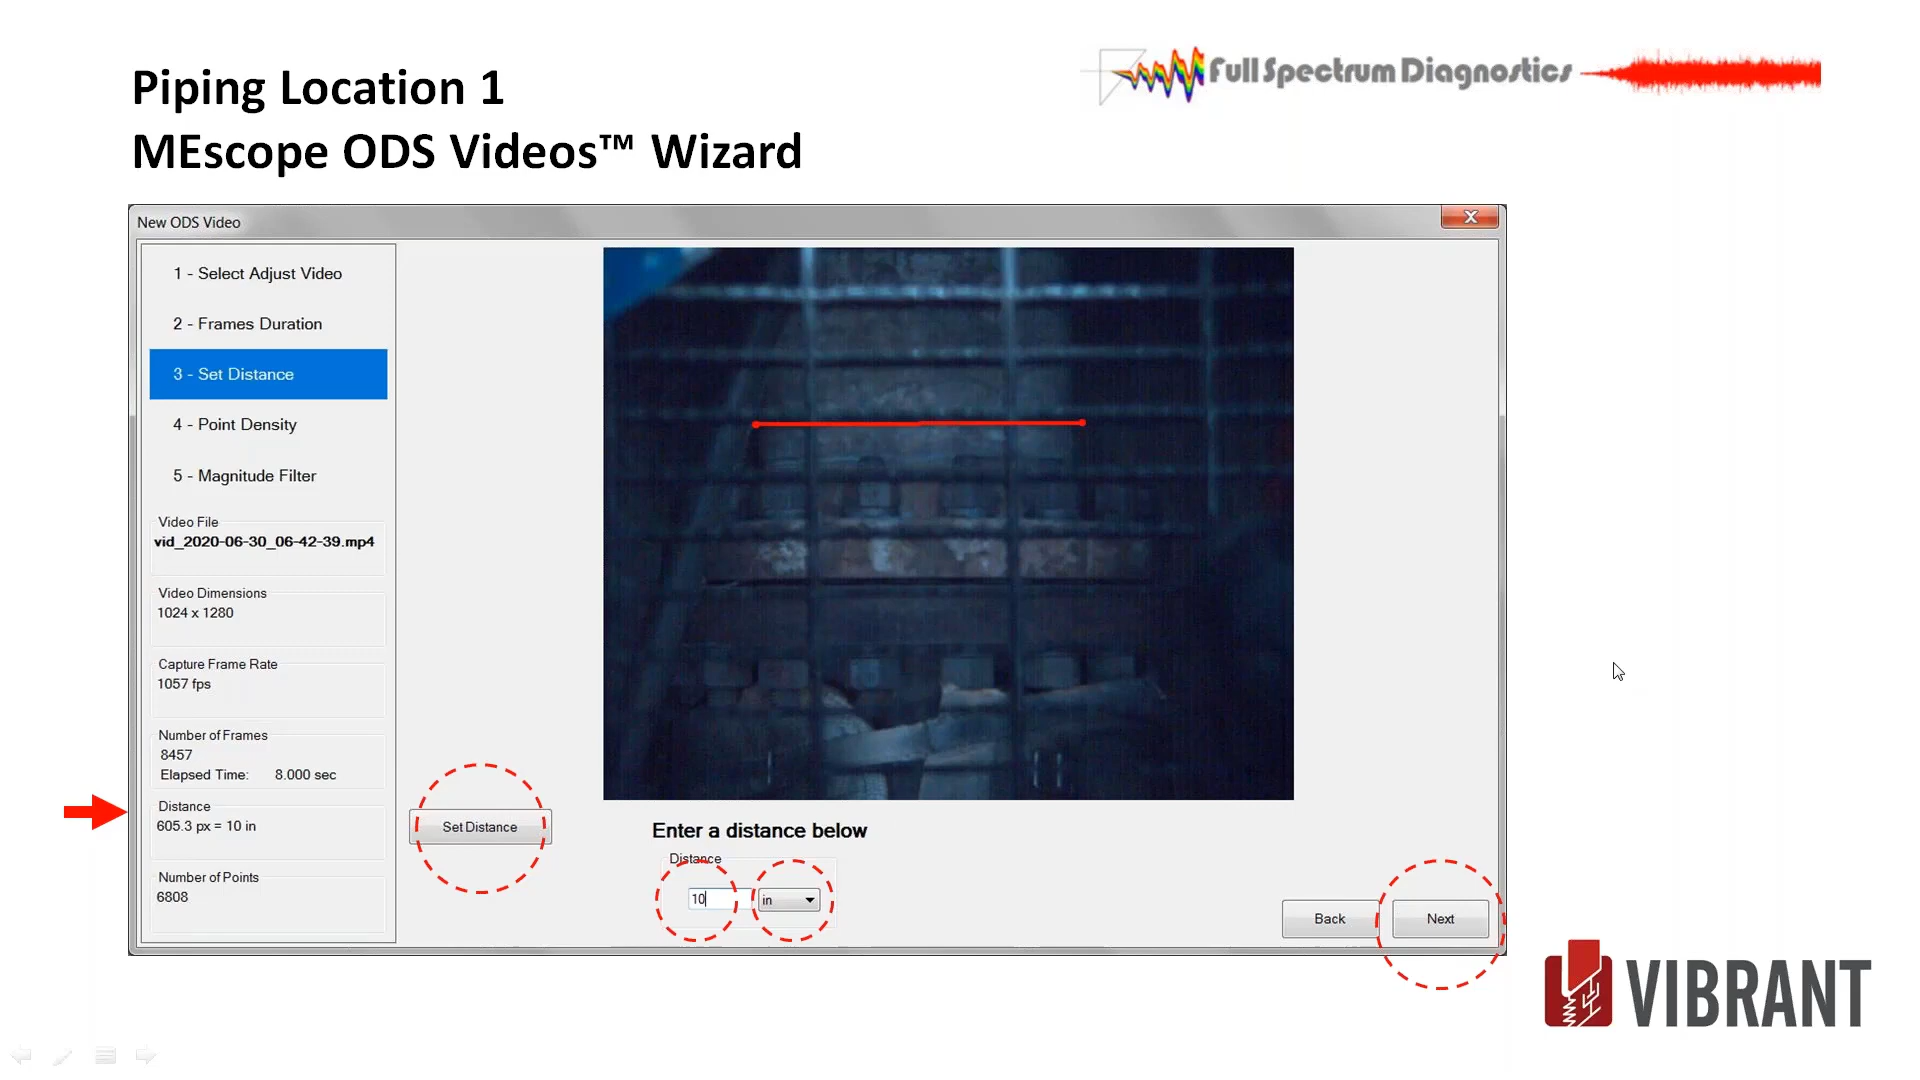 Piping Location 1
MEscope ODS Videos™ Wizard
Full Spectrum Diagnostics
New ODS Video
X
1 - Select Adjust Video
2 - Frames Duration
3 - Set Distance
4 - Point Density
5 - Magnitude Filter
Video File
vid_2020-06-30_06-42-39.mp4
Video Dimensions
1024 x 1280
Capture Frame Rate
1057 fps
Number of Frames
8457
Elapsed Time: 8.000 sec
Distance
605.3 px = 10 in
Number of Points
6808
Set Distance
Enter a distance below
Distance
10 in
Back Next
VIBRANT